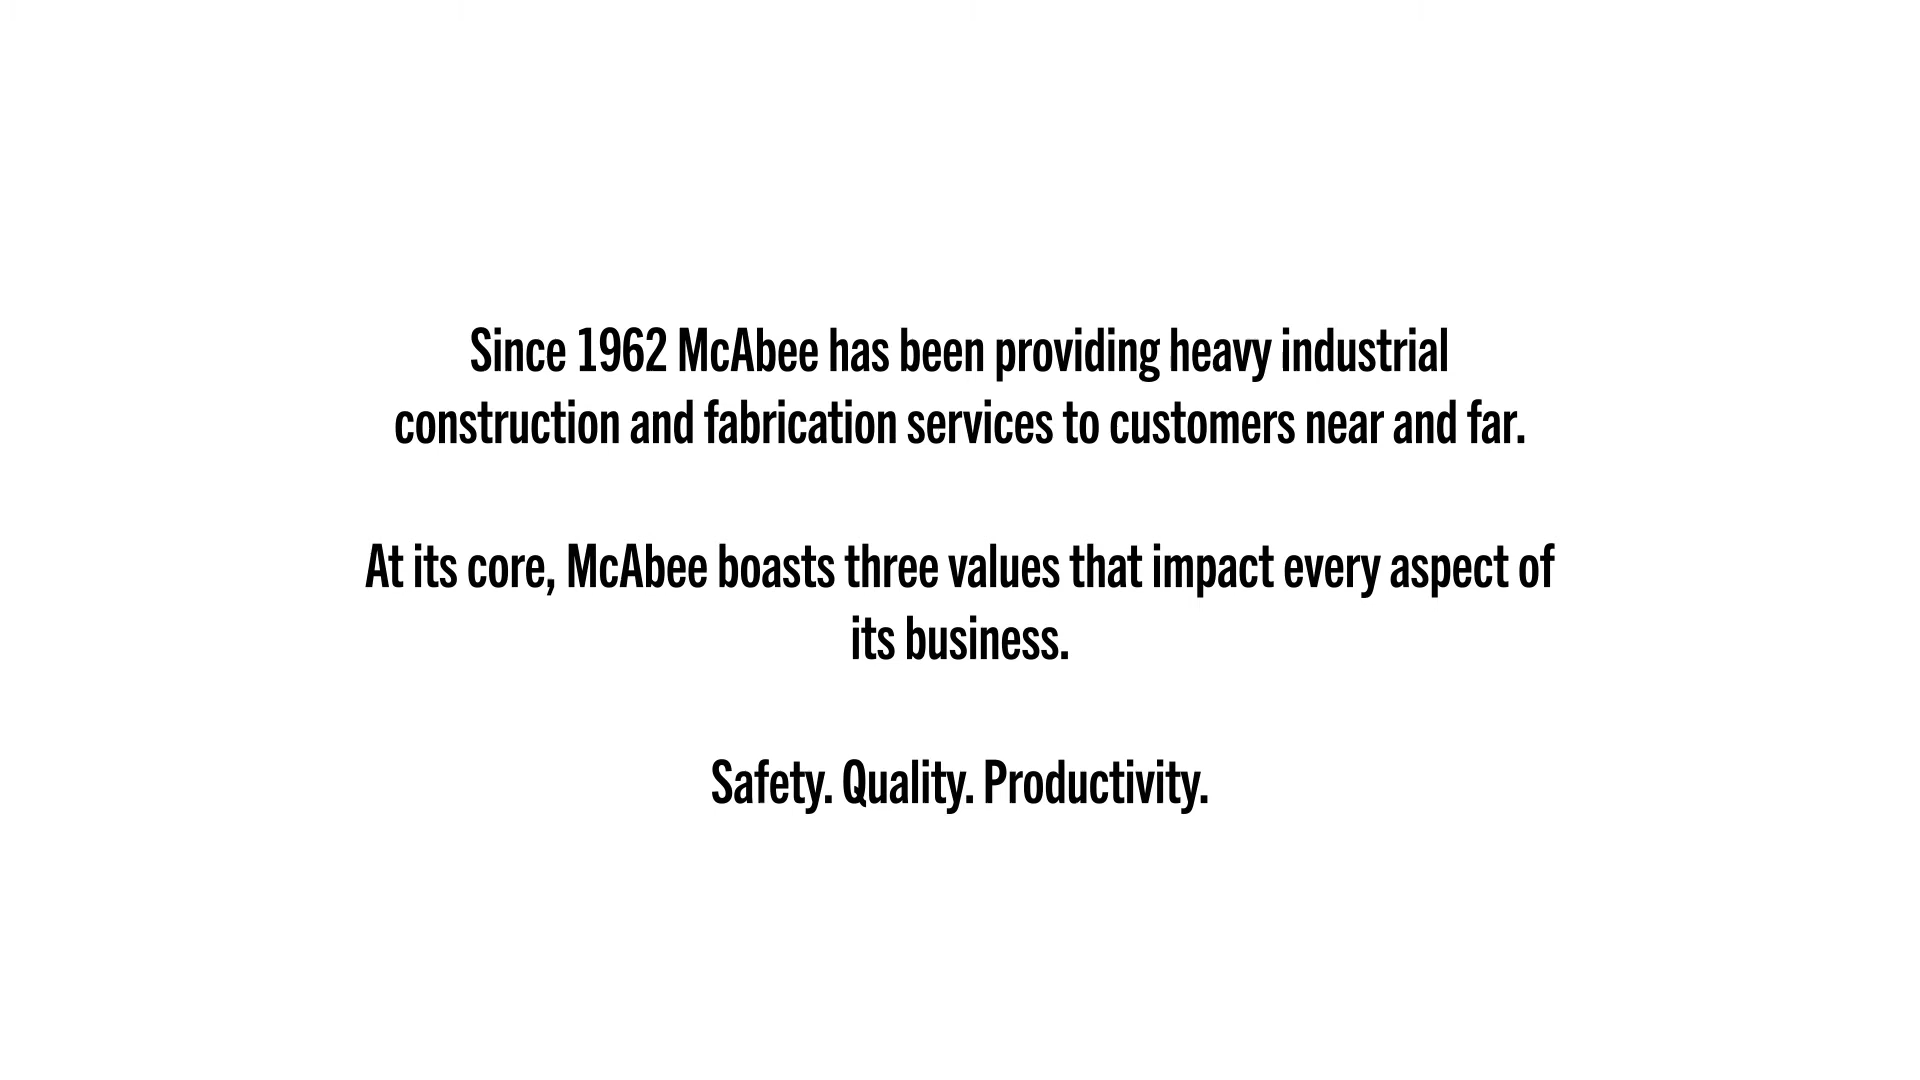 Since 1962 McAbee has been providing heavy industrial
construction and fabrication services to customers near and far.
At its core, McAbee boasts three values that impact every aspect of
its business.
Safety. Quality. Productivity.